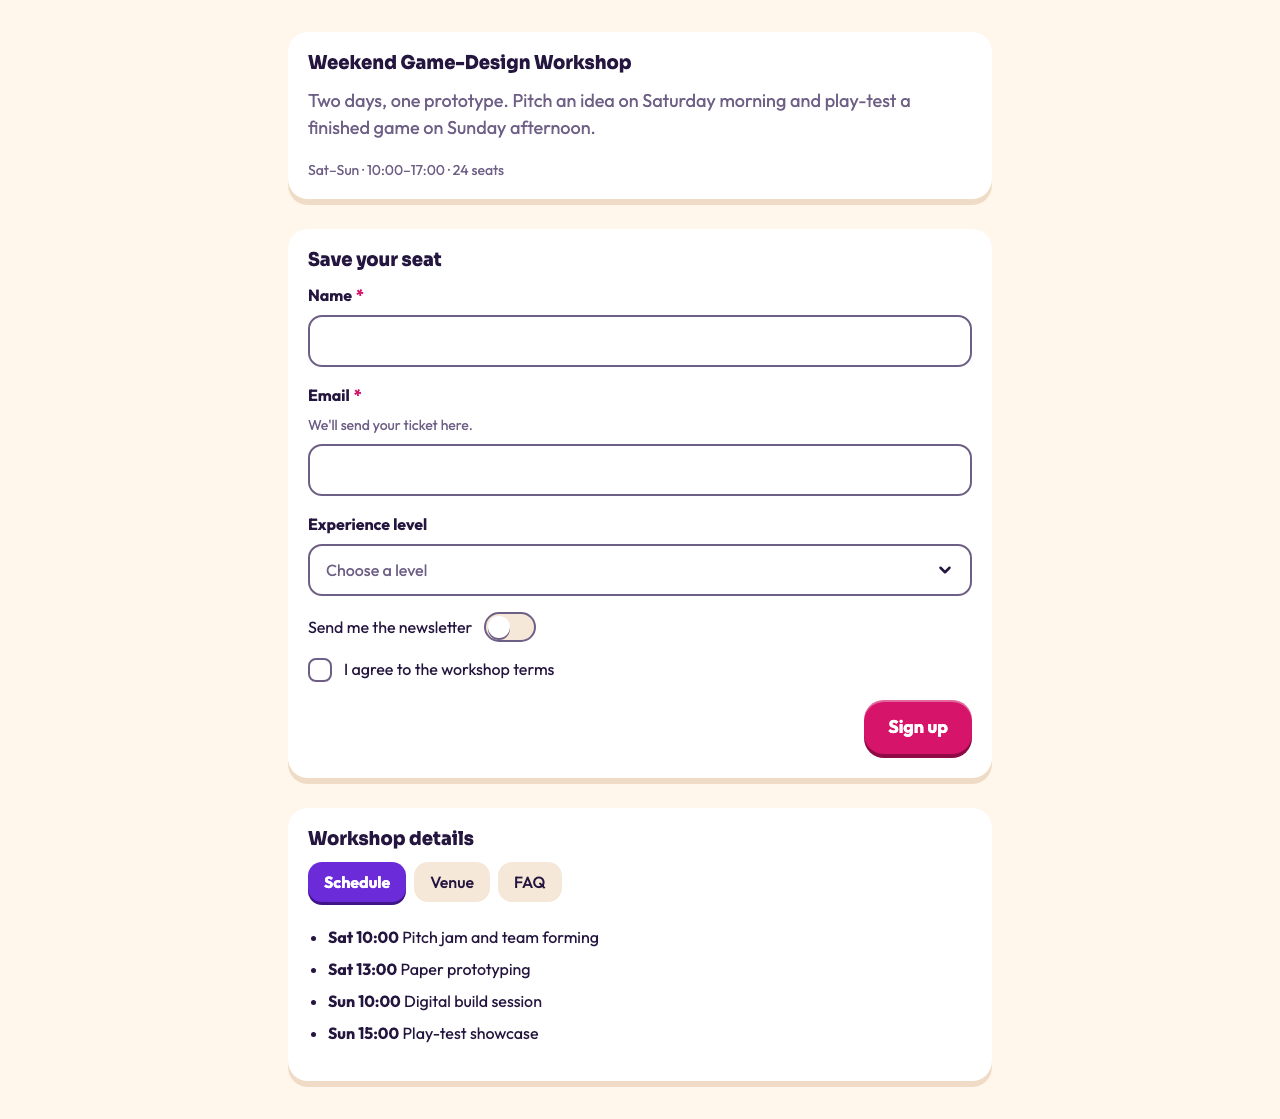 Weekend Game-Design Workshop
Two days, one prototype. Pitch an idea on Saturday morning and play-test a
finished game on Sunday afternoon.
Sat–Sun · 10:00–17:00 · 24 seats
Save your seat
Name *
Email *
We'll send your ticket here.
Experience level
Choose a level
Send me the newsletter
I agree to the workshop terms
Sign up
Workshop details
Schedule Venue FAQ
• Sat 10:00 Pitch jam and team forming
• Sat 13:00 Paper prototyping
• Sun 10:00 Digital build session
• Sun 15:00 Play-test showcase